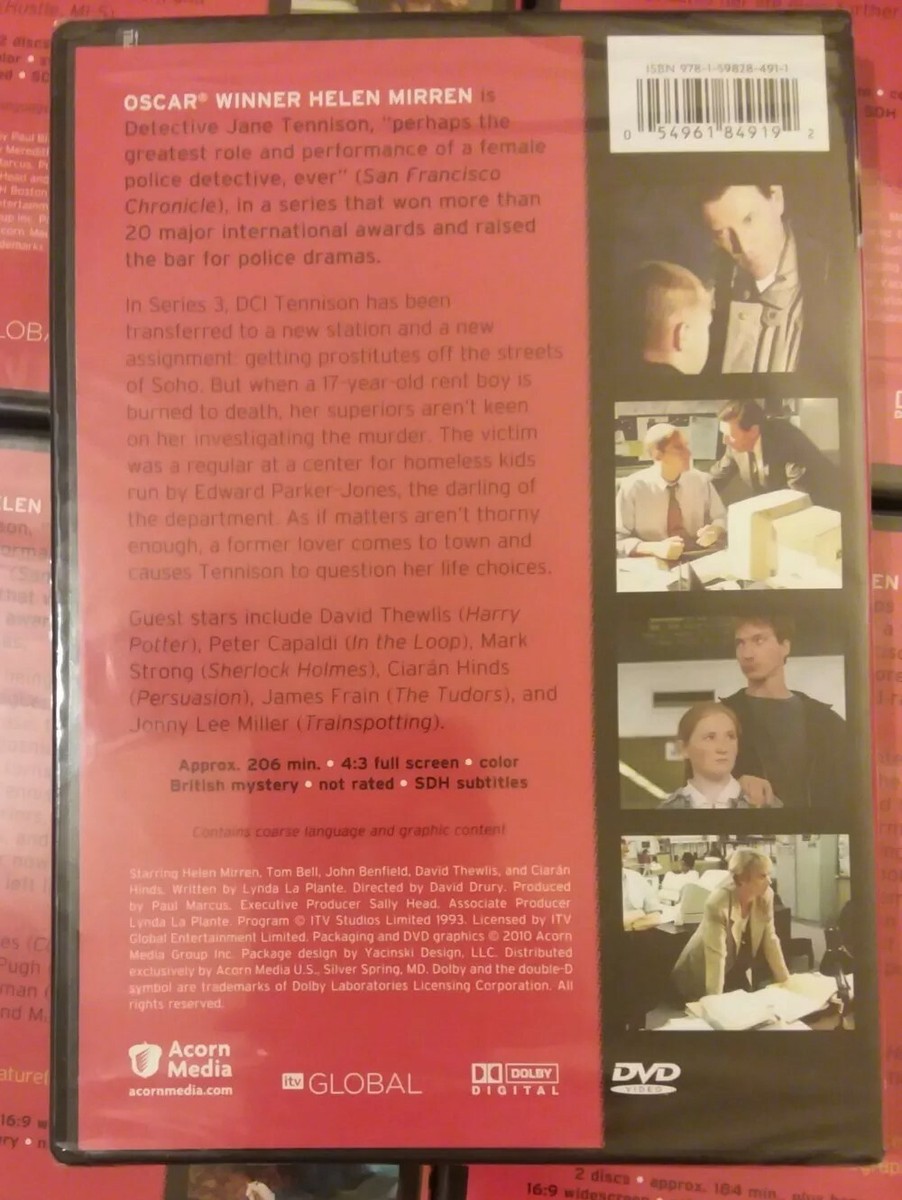 OSCAR® WINNER HELEN MIRREN is
Detective Jane Tennison, "perhaps the
greatest role and performance of a female
police detective, ever" (San Francisco
Chronicle), in a series that won more than
20 major international awards and raised
the bar for police dramas.
In Series 3, DCI Tennison has been
transferred to a new station and a new
assignment: getting prostitutes off the streets
of Soho. But when a 17-year-old rent boy is
burned to death, her superiors aren't keen
on her investigating the murder. The victim
was a regular at a center for homeless kids
run by Edward Parker-Jones, the darling of
the department. As if matters aren't thorny
enough, a former lover comes to town and
causes Tennison to question her life choices.
Guest stars include David Thewlis (Harry
Potter), Peter Capaldi (In the Loop), Mark
Strong (Sherlock Holmes), Ciarán Hinds
(Persuasion), James Frain (The Tudors), and
Jonny Lee Miller (Trainspotting).
Approx. 206 min. • 4:3 full screen • color
British mystery • not rated • SDH subtitles
Contains coarse language and graphic content
Starring Helen Mirren, Tom Bell, John Benfield, David Thewlis, and Ciarán
Hinds. Written by Lynda La Plante. Directed by David Drury. Produced
by Paul Marcus. Executive Producer Sally Head. Associate Producer
Lynda La Plante. Program © ITV Studios Limited 1993. Licensed by ITV
Global Entertainment Limited. Packaging and DVD graphics © 2010 Acorn
Media Group Inc. Package design by Yacinski Design, LLC. Distributed
exclusively by Acorn Media U.S., Silver Spring, MD. Dolby and the double-D
symbol are trademarks of Dolby Laboratories Licensing Corporation. All
rights reserved.
Acorn
Media
acornmedia.com
itv GLOBAL
DOLBY
DIGITAL
DVD
VIDEO
ISBN 978-1-59828-491-1
0 54961 84919 2
(Hustle, MI-5)
2 discs • approx. 184 min.
16:9 widescreen